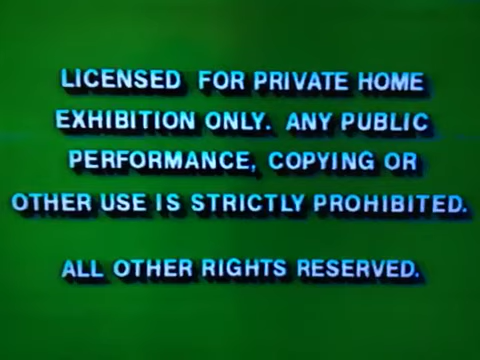 LICENSED FOR PRIVATE HOME
EXHIBITION ONLY. ANY PUBLIC
PERFORMANCE, COPYING OR
OTHER USE IS STRICTLY PROHIBITED.
ALL OTHER RIGHTS RESERVED.